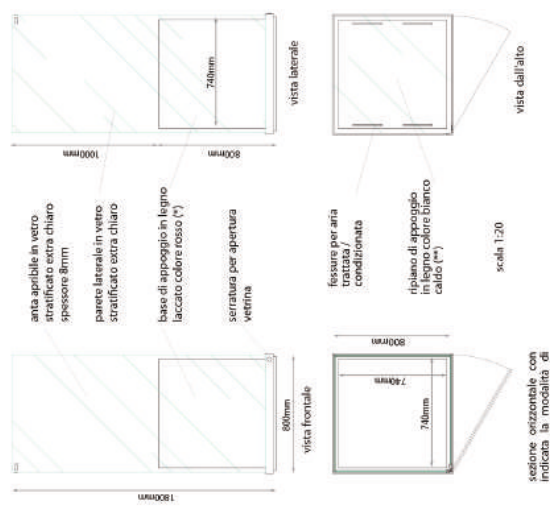 anta apribile in vetro
stratificato extra chiaro
spessore 8mm
parete laterale in vetro
stratificato extra chiaro
base di appoggio in legno
laccato colore rosso (*)
serratura per apertura
vetrina
1800mm
800mm
vista frontale
1000mm
800mm
740mm
vista laterale
800mm
740mm
740mm
sezione orizzontale con
indicata la modalità di
fessure per aria
trattata /
condizionata
ripiano di appoggio
in legno colore bianco
caldo (**)
scala 1:20
vista dall'alto